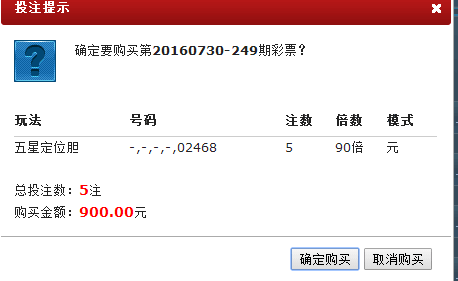 投注提示
确定要购买第20160730-249期彩票?
玩法 号码 注数 倍数 模式
五星定位胆 -,-,-,-,02468 5 90倍 元
总投注数: 5注
购买金额: 900.00元
确定购买 取消购买